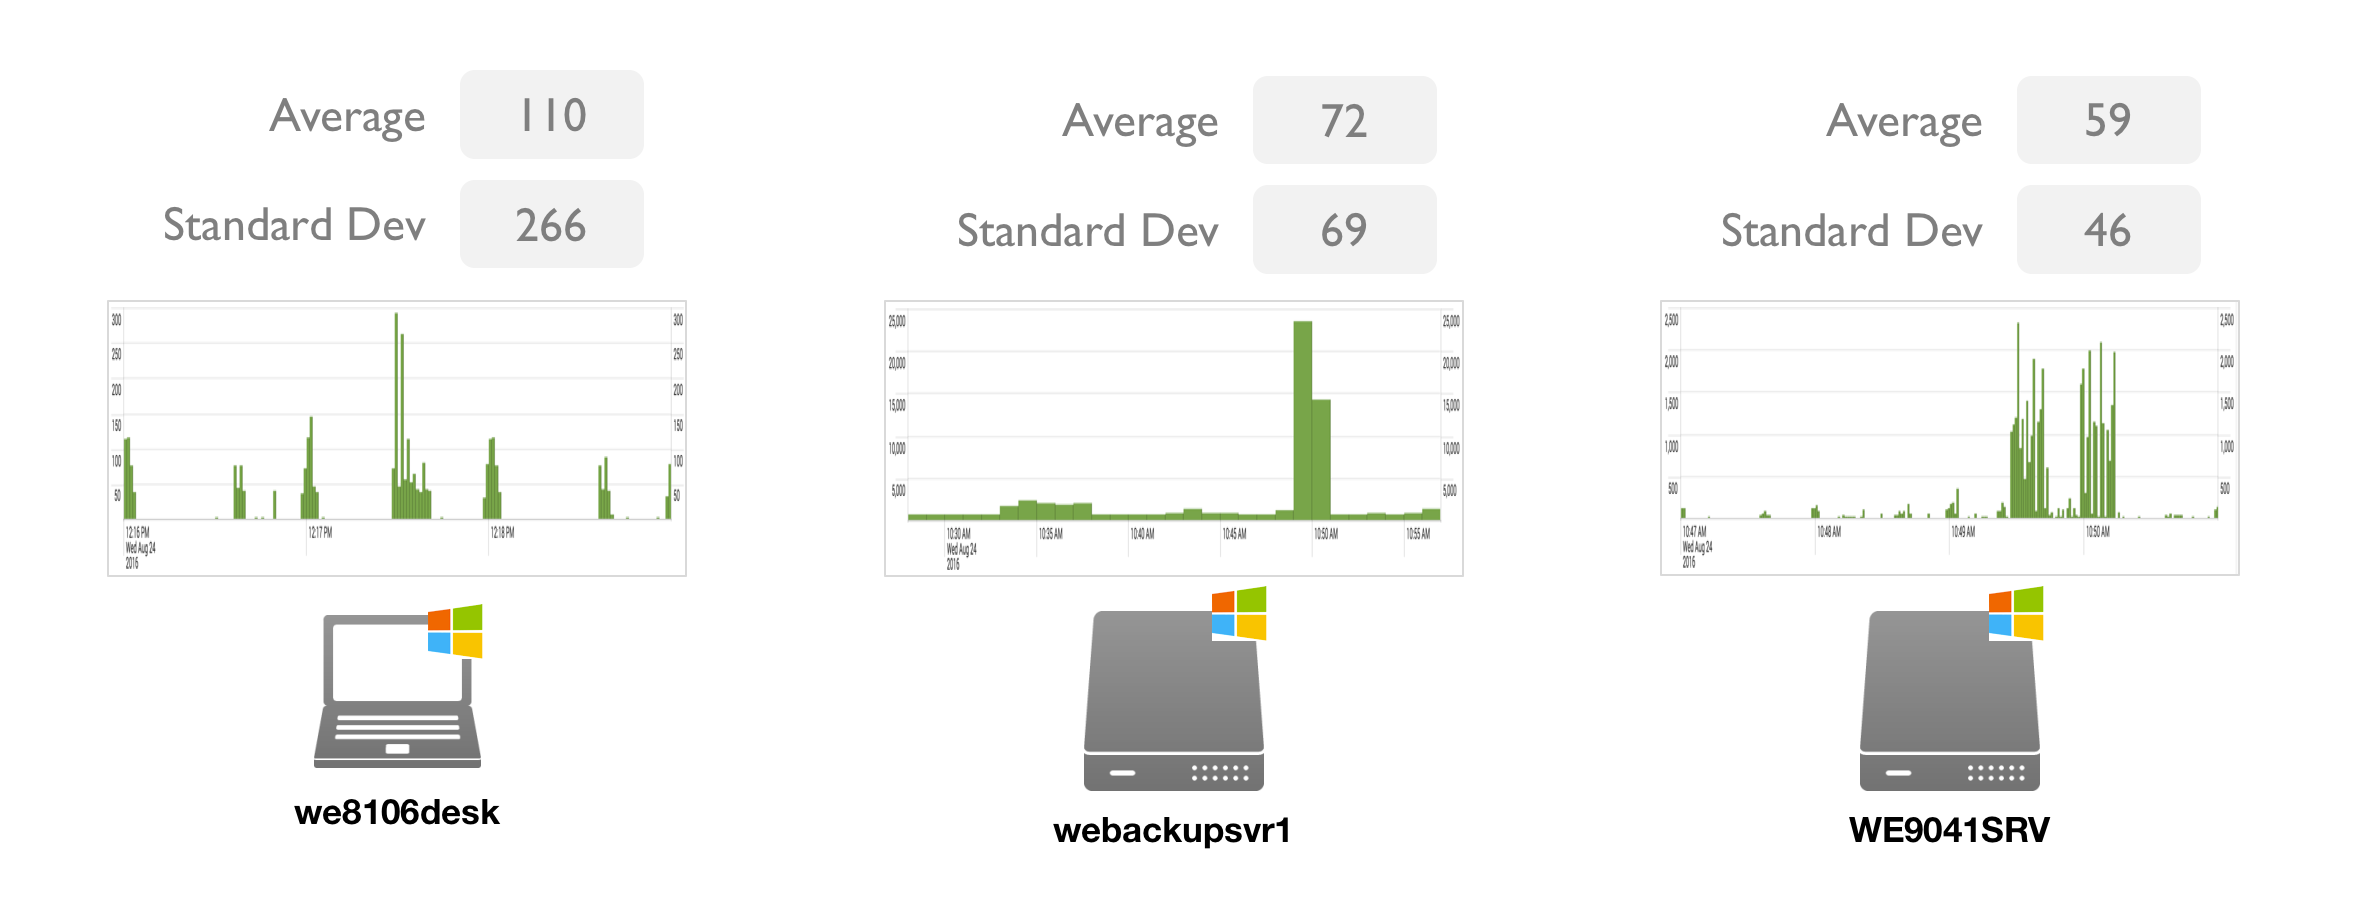 Average 110
Standard Dev 266
300 300
250 250
200 200
150 150
100 100
50 50
12:16 PM 12:17 PM 12:18 PM
Wed Aug 24
2016
we8106desk
Average 72
Standard Dev 69
25,000 25,000
20,000 20,000
15,000 15,000
10,000 10,000
5,000 5,000
10:30 AM 10:35 AM 10:40 AM 10:45 AM 10:50 AM 10:55 AM
Wed Aug 24
2016
webackupsvr1
Average 59
Standard Dev 46
2,500 2,500
2,000 2,000
1,500 1,500
1,000 1,000
500 500
10:47 AM 10:48 AM 10:49 AM 10:50 AM
Wed Aug 24
2016
WE9041SRV